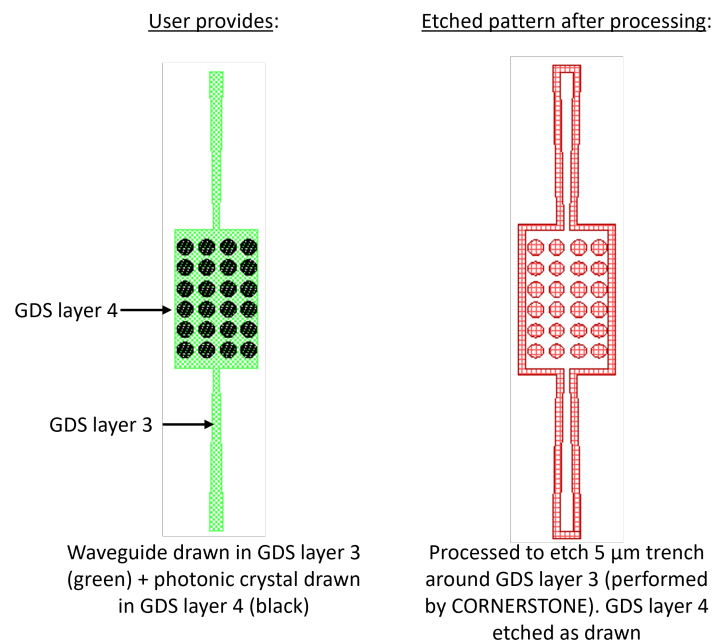 User provides:
Etched pattern after processing:
GDS layer 4
GDS layer 3
Waveguide drawn in GDS layer 3
(green) + photonic crystal drawn
in GDS layer 4 (black)
Processed to etch 5 μm trench
around GDS layer 3 (performed
by CORNERSTONE). GDS layer 4
etched as drawn